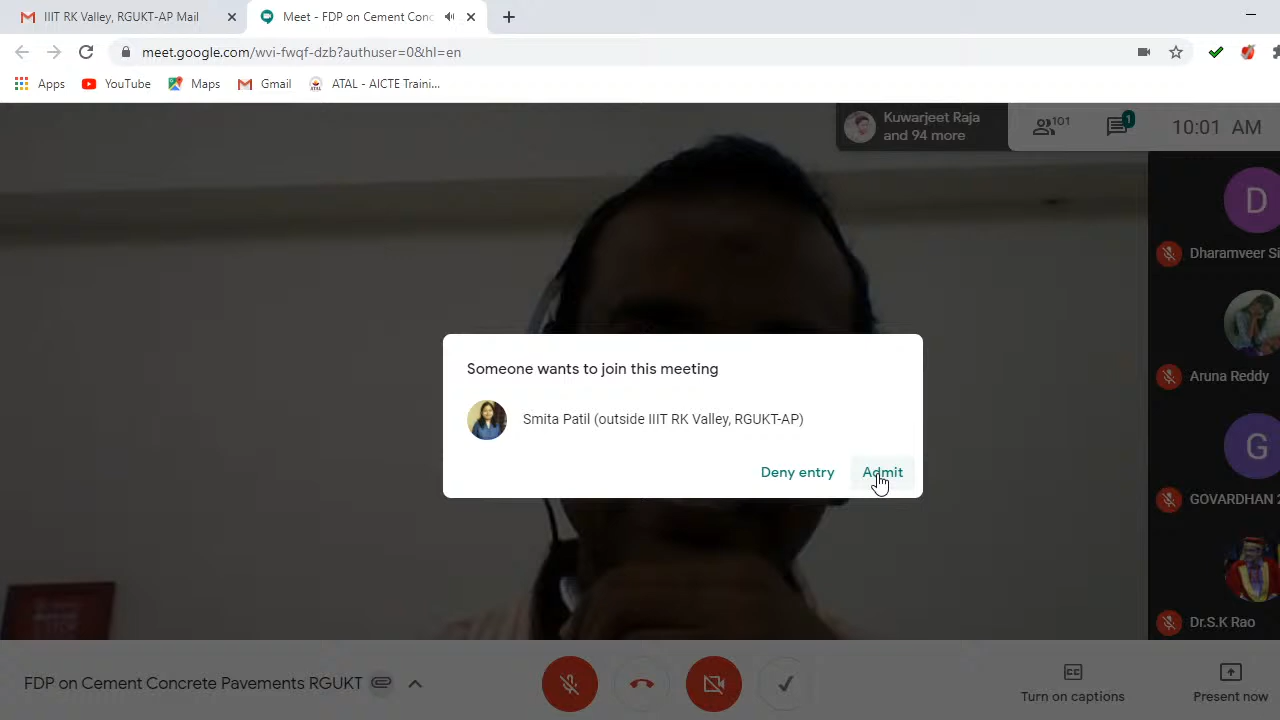 IIIT RK Valley, RGUKT-AP Mail
Meet - FDP on Cement Conc
meet.google.com/wvi-fwqf-dzb?authuser=0&hl=en
Apps YouTube Maps Gmail ATAL - AICTE Traini...
Kuwarjeet Raja
and 94 more
101
1
10:01 AM
D
Dharamveer Si
Aruna Reddy
G
GOVARDHAN 2
Dr.S.K Rao
Someone wants to join this meeting
Smita Patil (outside IIIT RK Valley, RGUKT-AP)
Deny entry Admit
FDP on Cement Concrete Pavements RGUKT
Turn on captions
Present now